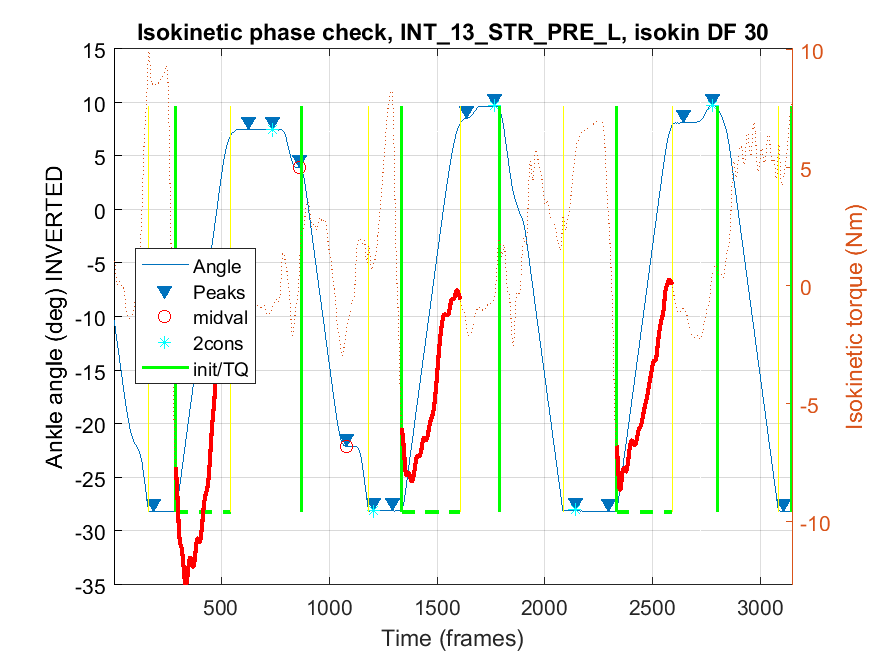 Isokinetic phase check, INT_13_STR_PRE_L, isokin DF 30
15
10
5
0
-5
-10
-15
-20
-25
-30
-35
Ankle angle (deg) INVERTED
Angle
Peaks
midval
2cons
init/TQ
10
5
0
-5
-10
Isokinetic torque (Nm)
500
1000
1500
2000
2500
3000
Time (frames)